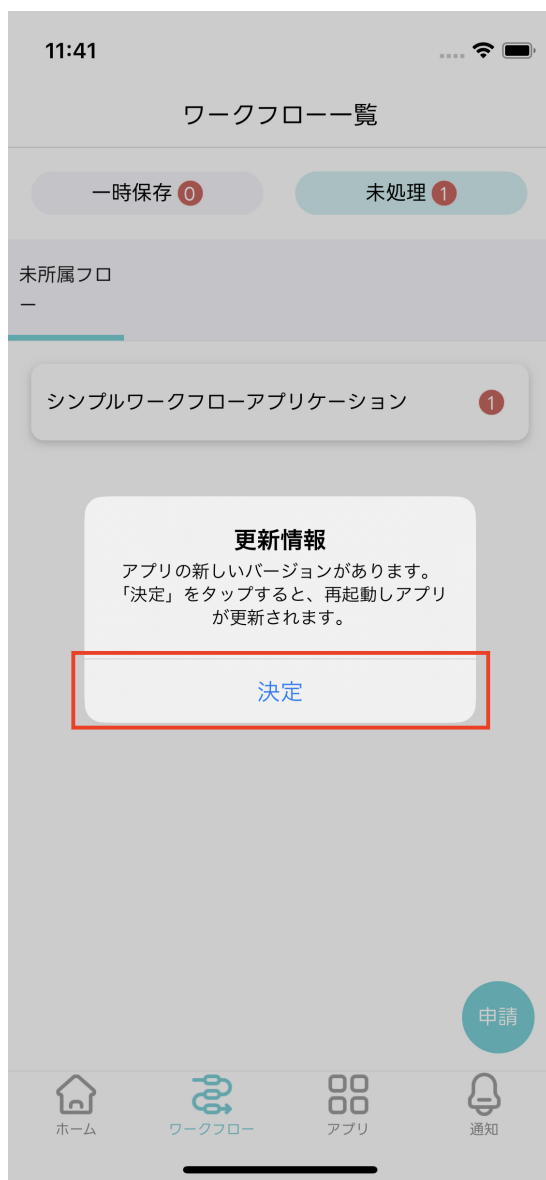 11:41
ワークフロー一覧
一時保存 0
未処理 1
未所属フロ
ー
シンプルワークフローアプリケーション 1
更新情報
アプリの新しいバージョンがあります。
「決定」をタップすると、再起動しアプリ
が更新されます。
決定
申請
ホーム
ワークフロー
アプリ
通知